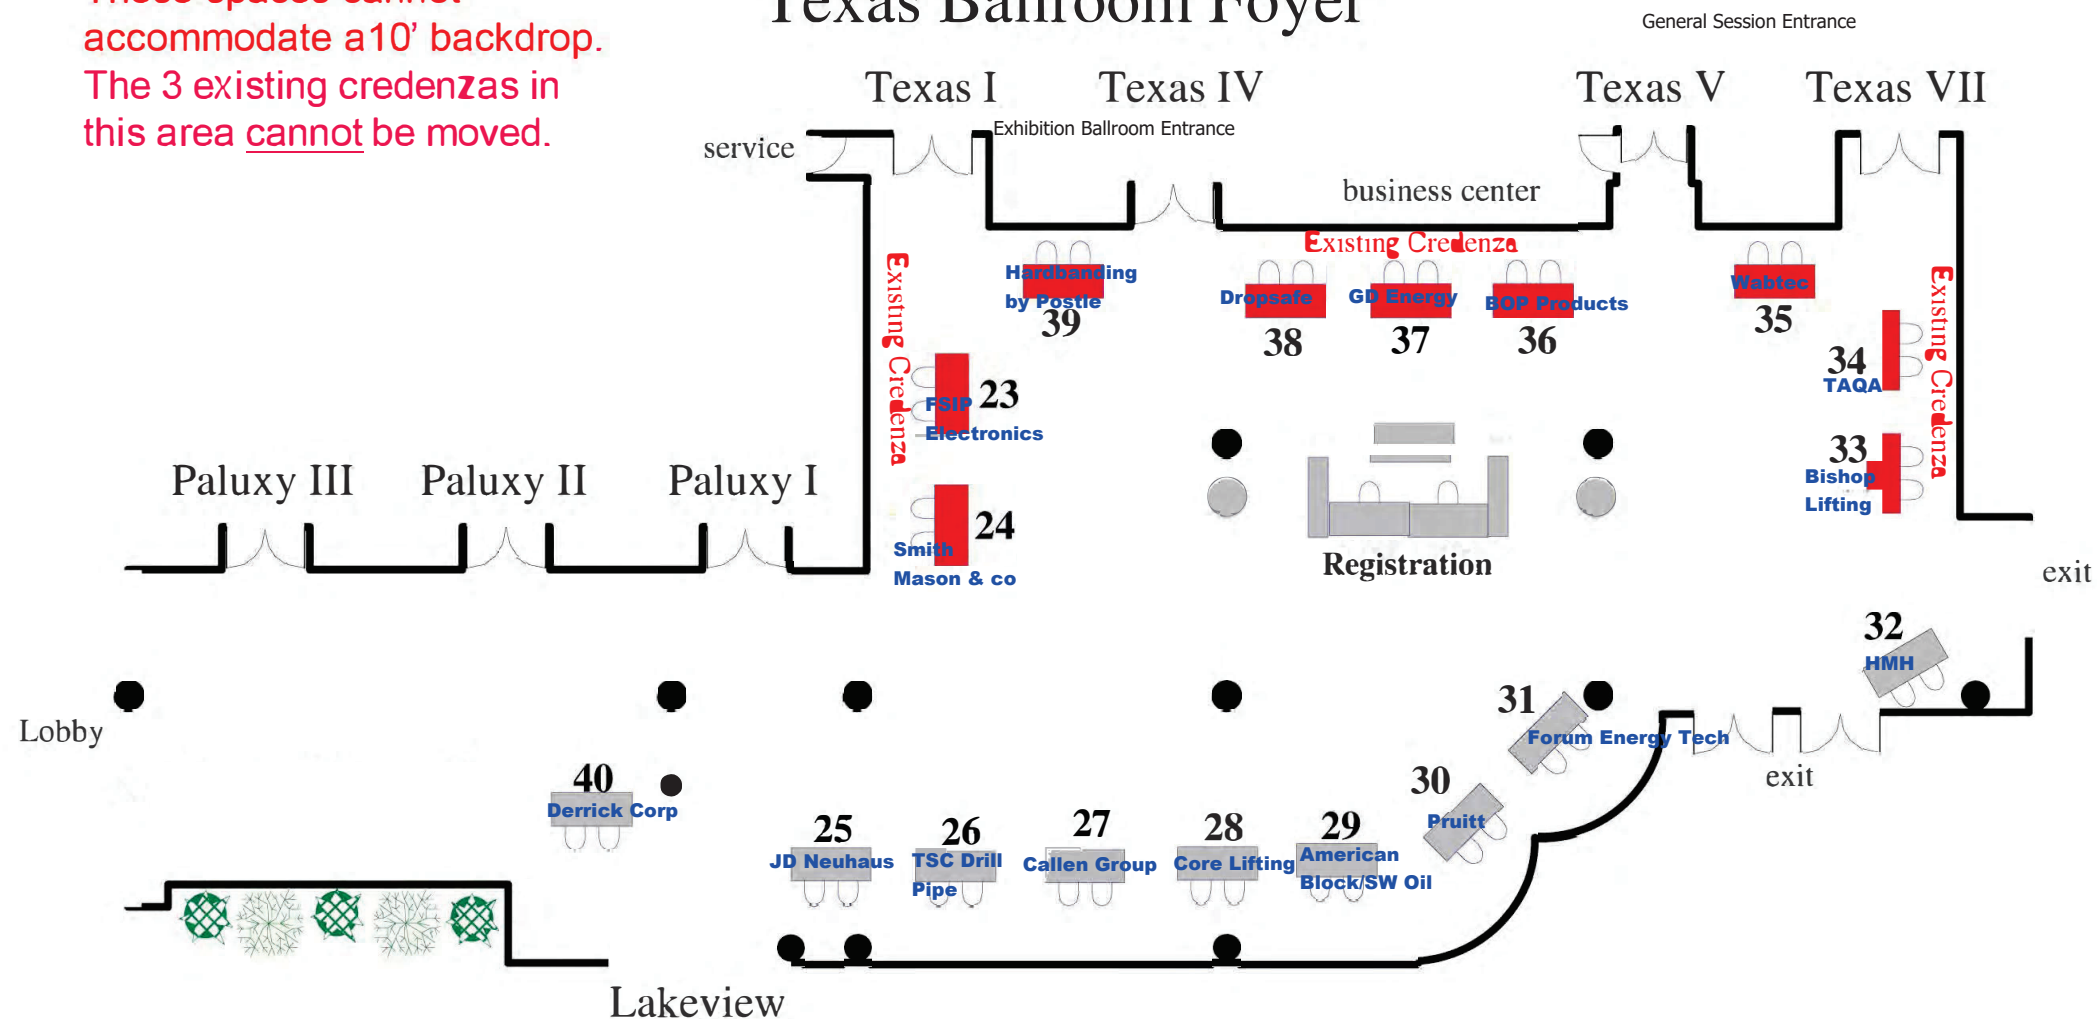 These spaces cannot
accommodate a10’ backdrop.
The 3 existing credenzas in
this area cannot be moved.
Texas Ballroom Foyer
General Session Entrance
Texas I
Texas IV
Texas V
Texas VII
Exhibition Ballroom Entrance
service
business center
Existing Credenza
Existing Credenza
Existing Credenza
Hardbanding
by Postle
39
Dropsafe
38
GD Energy
37
BOP Products
36
Wabtec
35
34
TAQA
33
Bishop
Lifting
23
FSIP
Electronics
24
Smith
Mason & co
Paluxy III
Paluxy II
Paluxy I
Registration
exit
32
HMH
31
Forum Energy Tech
exit
30
Pruitt
Lobby
40
Derrick Corp
25
JD Neuhaus
26
TSC Drill
Pipe
27
Callen Group
28
Core Lifting
29
American
Block/SW Oil
Lakeview